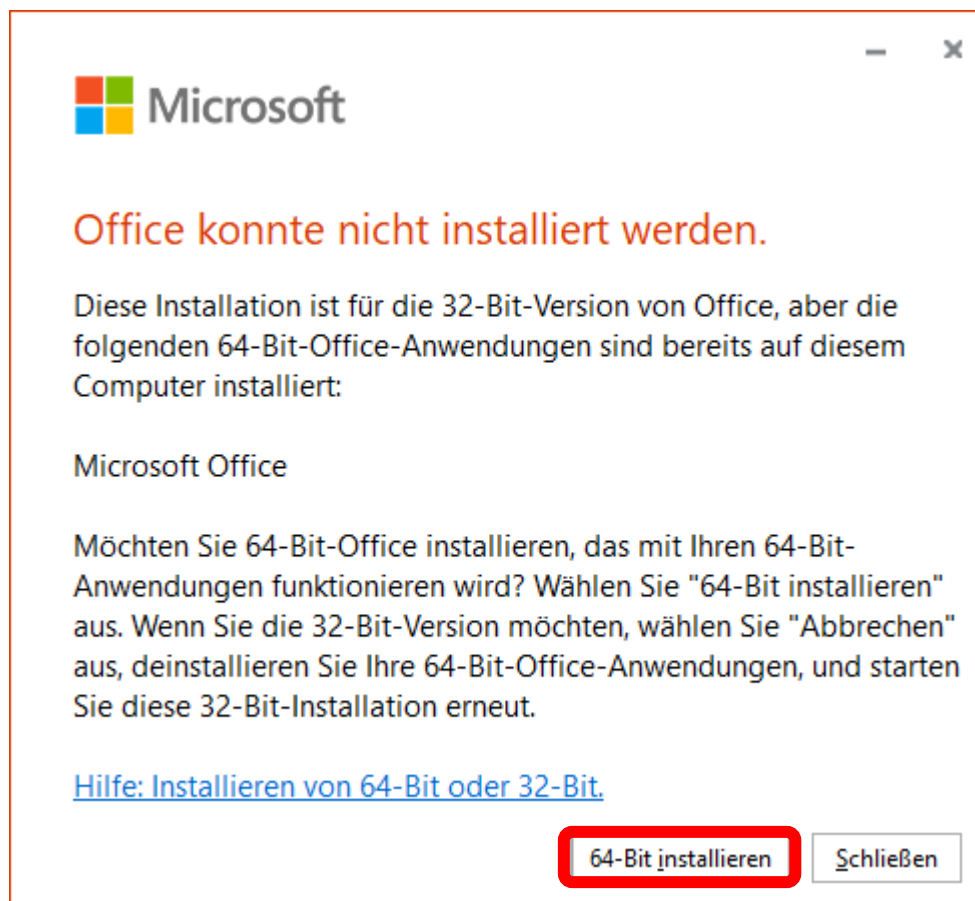 Microsoft
Office konnte nicht installiert werden.
Diese Installation ist für die 32-Bit-Version von Office, aber die
folgenden 64-Bit-Office-Anwendungen sind bereits auf diesem
Computer installiert:
Microsoft Office
Möchten Sie 64-Bit-Office installieren, das mit Ihren 64-Bit-
Anwendungen funktionieren wird? Wählen Sie "64-Bit installieren"
aus. Wenn Sie die 32-Bit-Version möchten, wählen Sie "Abbrechen"
aus, deinstallieren Sie Ihre 64-Bit-Office-Anwendungen, und starten
Sie diese 32-Bit-Installation erneut.
Hilfe: Installieren von 64-Bit oder 32-Bit.
64-Bit installieren
Schließen